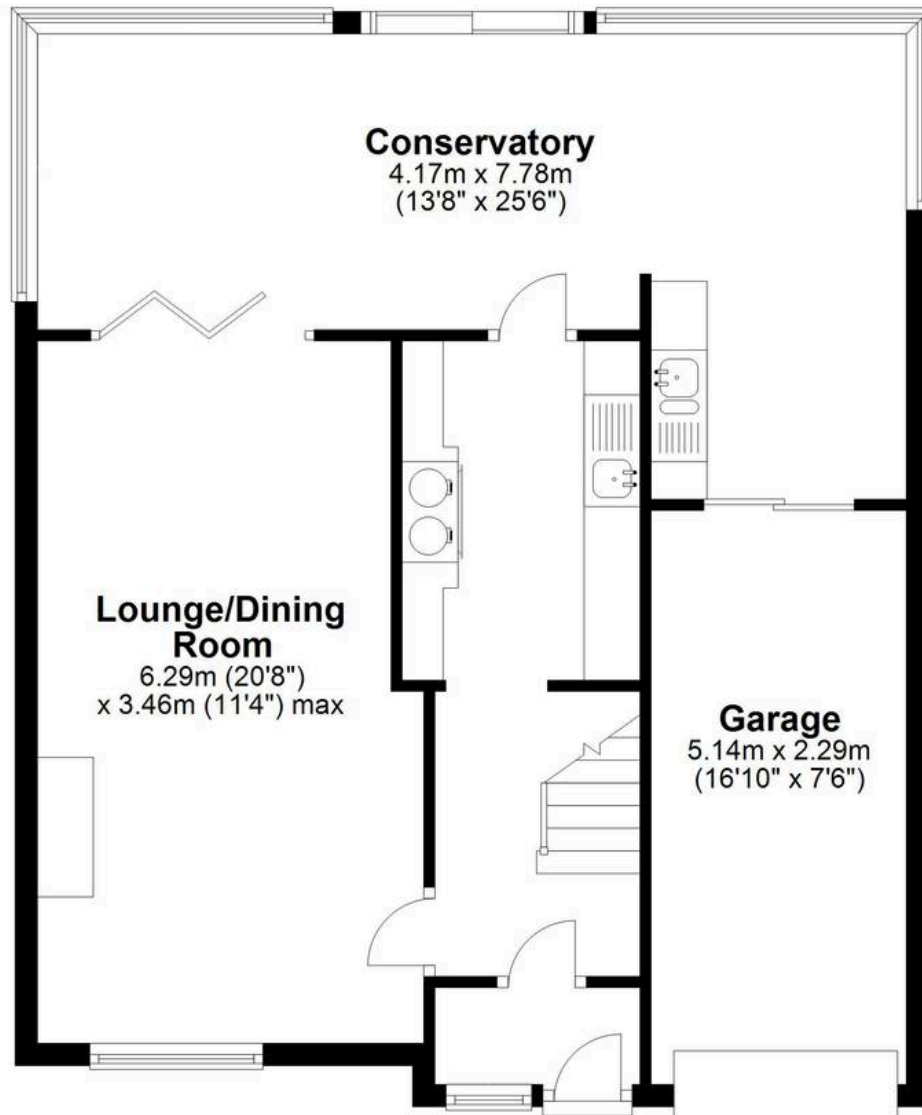 Conservatory
4.17m x 7.78m
(13'8" x 25'6")
Lounge/Dining
Room
6.29m (20'8")
x 3.46m (11'4") max
Garage
5.14m x 2.29m
(16'10" x 7'6")